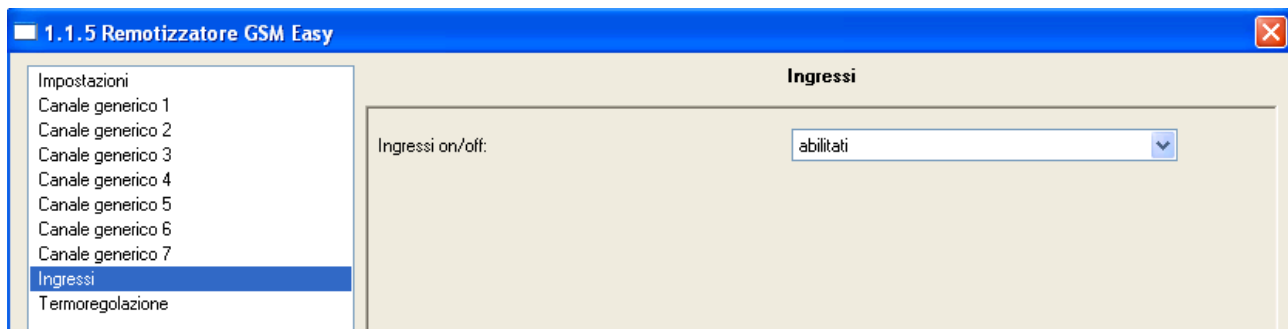 1.1.5 Remotizzatore GSM Easy
Impostazioni
Canale generico 1
Canale generico 2
Canale generico 3
Canale generico 4
Canale generico 5
Canale generico 6
Canale generico 7
Ingressi
Termoregolazione
Ingressi
Ingressi on/off:
abilitati